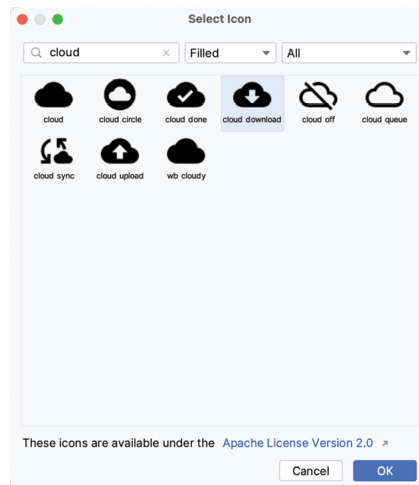 Select Icon
cloud
Filled
All
cloud
cloud circle
cloud done
cloud download
cloud off
cloud queue
cloud sync
cloud upload
wb cloudy
These icons are available under the Apache License Version 2.0
Cancel
OK